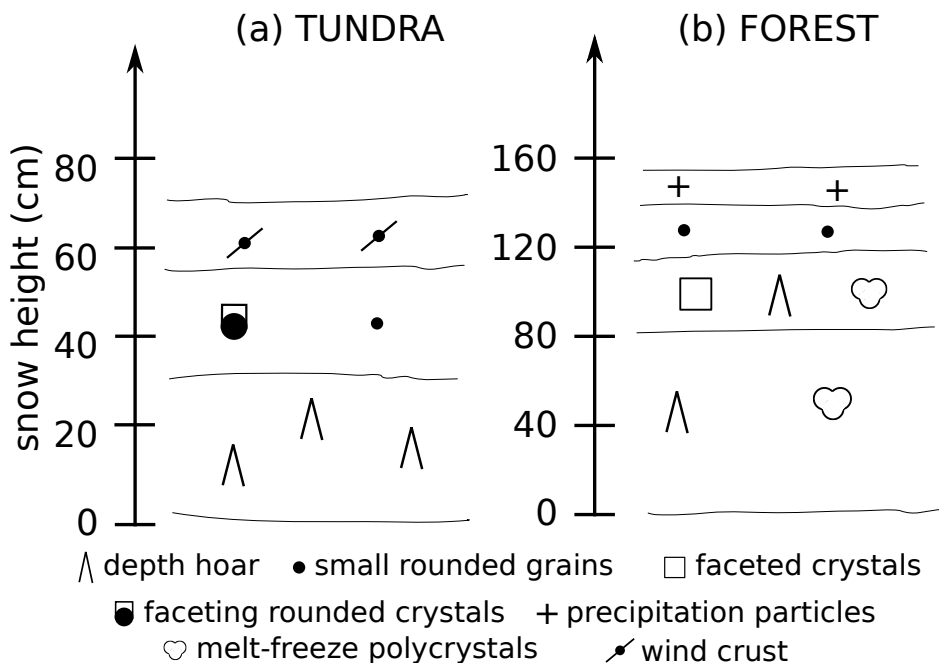 (a) TUNDRA
(b) FOREST
snow height (cm)
80
60
40
20
0
160
120
80
40
0
depth hoar
small rounded grains
faceted crystals
faceting rounded crystals
precipitation particles
melt-freeze polycrystals
wind crust